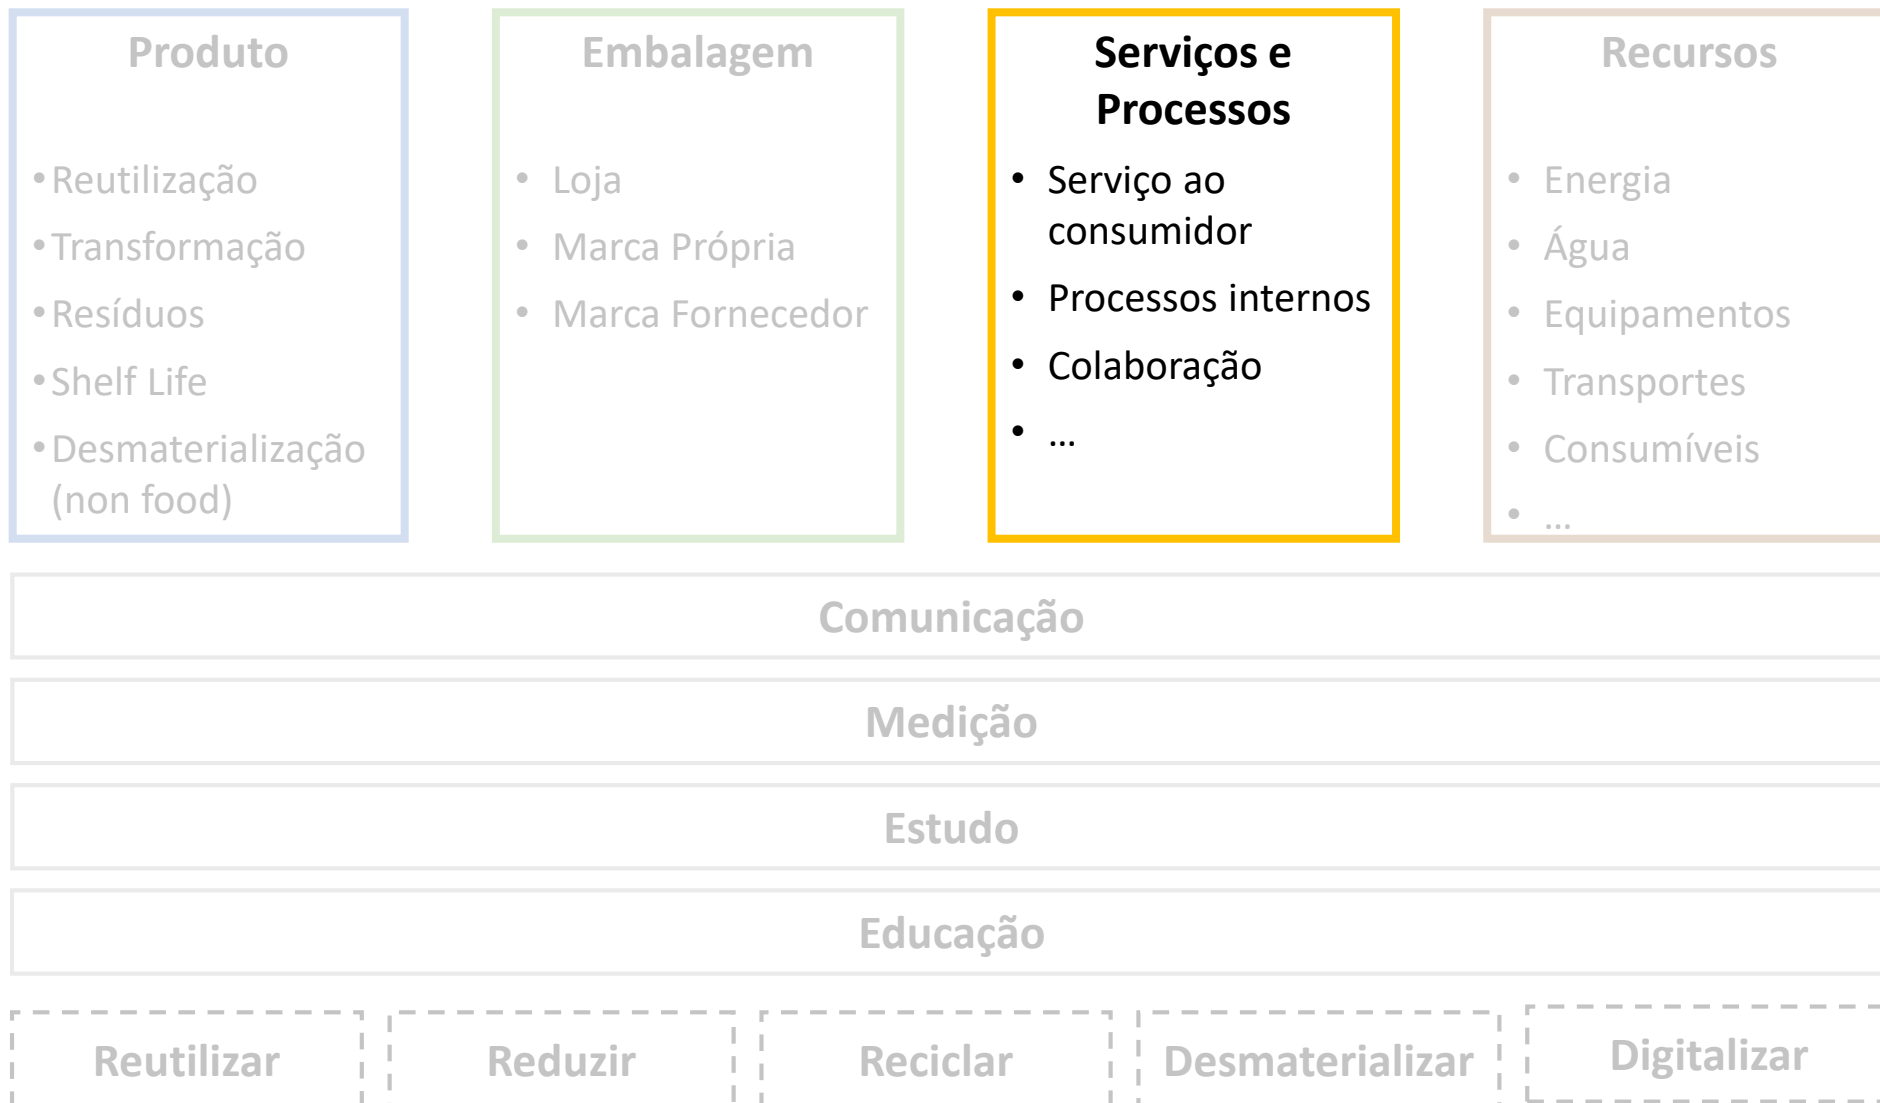 Produto
• Reutilização
• Transformação
• Resíduos
• Shelf Life
• Desmaterialização
(non food)
Embalagem
• Loja
• Marca Própria
• Marca Fornecedor
Serviços e
Processos
• Serviço ao
consumidor
• Processos internos
• Colaboração
• ...
Recursos
• Energia
• Água
• Equipamentos
• Transportes
• Consumíveis
• ...
Comunicação
Medição
Estudo
Educação
Reutilizar
Reduzir
Reciclar
Desmaterializar
Digitalizar